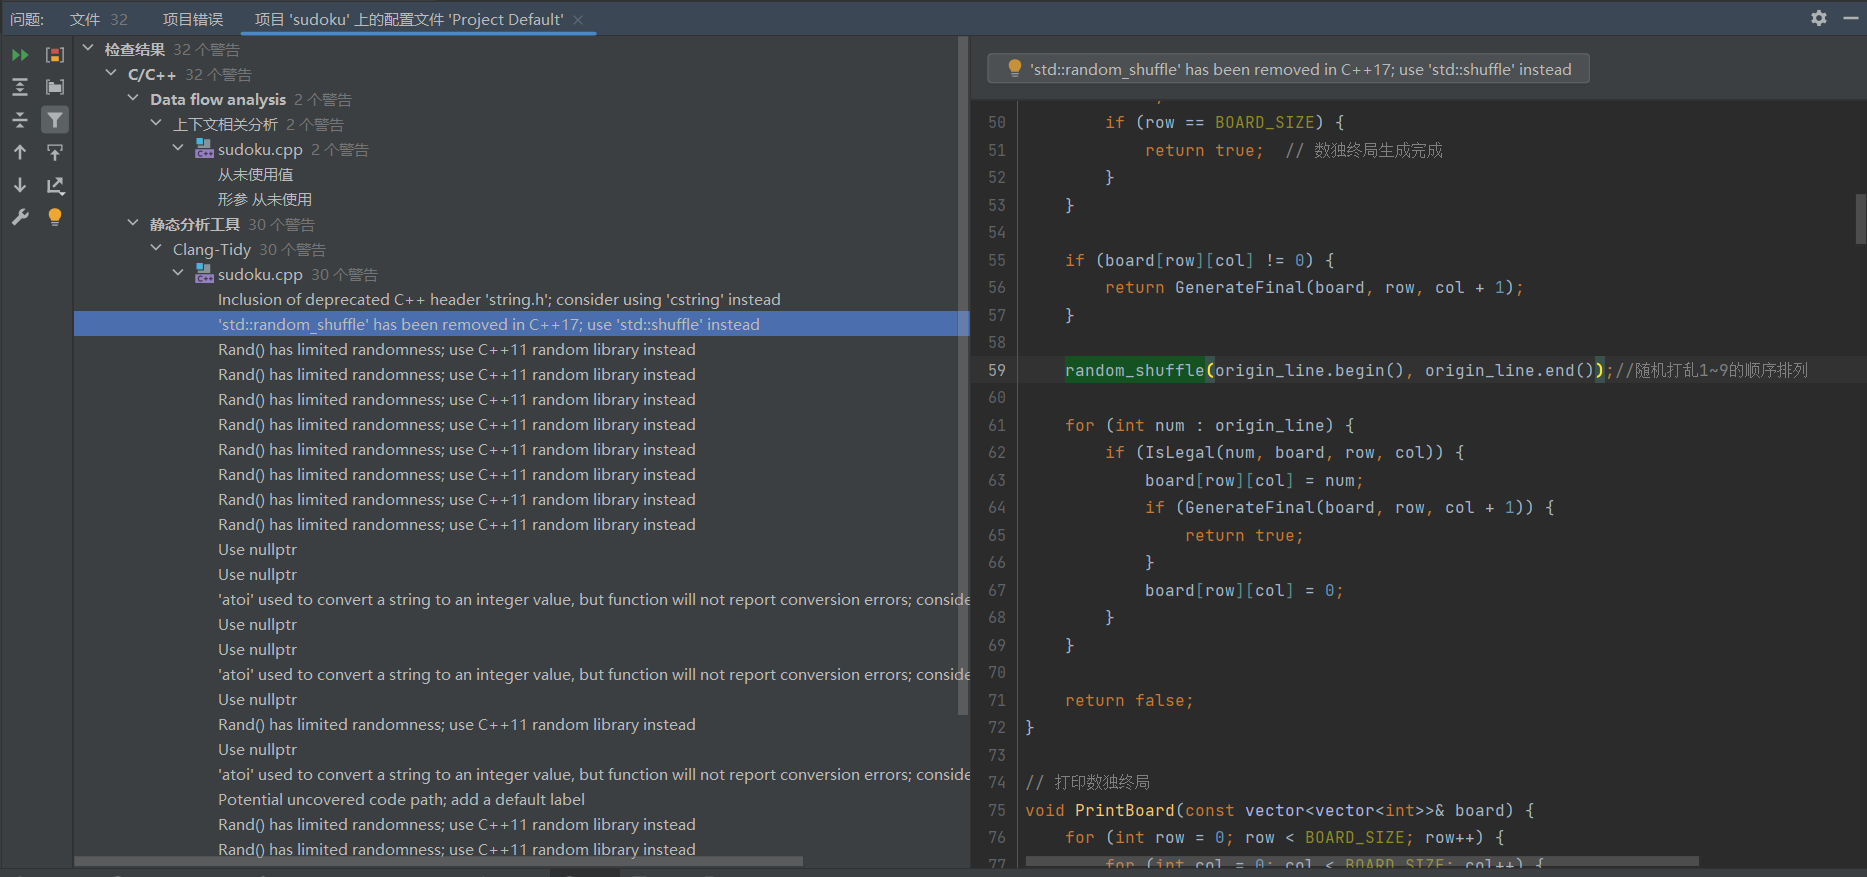 问题: 文件 32 项目错误 项目 'sudoku' 上的配置文件 'Project Default' ×
检查结果 32 个警告
C/C++ 32 个警告
Data flow analysis 2 个警告
上下文相关分析 2 个警告
sudoku.cpp 2 个警告
从未使用值
形参 从未使用
静态分析工具 30 个警告
Clang-Tidy 30 个警告
sudoku.cpp 30 个警告
Inclusion of deprecated C++ header 'string.h'; consider using 'cstring' instead
'std::random_shuffle' has been removed in C++17; use 'std::shuffle' instead
Rand() has limited randomness; use C++11 random library instead
Rand() has limited randomness; use C++11 random library instead
Rand() has limited randomness; use C++11 random library instead
Rand() has limited randomness; use C++11 random library instead
Rand() has limited randomness; use C++11 random library instead
Rand() has limited randomness; use C++11 random library instead
Rand() has limited randomness; use C++11 random library instead
Rand() has limited randomness; use C++11 random library instead
Use nullptr
Use nullptr
'atoi' used to convert a string to an integer value, but function will not report conversion errors; conside
Use nullptr
Use nullptr
'atoi' used to convert a string to an integer value, but function will not report conversion errors; conside
Use nullptr
Rand() has limited randomness; use C++11 random library instead
Use nullptr
'atoi' used to convert a string to an integer value, but function will not report conversion errors; conside
Potential uncovered code path; add a default label
Rand() has limited randomness; use C++11 random library instead
Rand() has limited randomness; use C++11 random library instead
'std::random_shuffle' has been removed in C++17; use 'std::shuffle' instead
50 if (row == BOARD_SIZE) {
51 return true; // 数独终局生成完成
52 }
53 }
54
55 if (board[row][col] != 0) {
56 return GenerateFinal(board, row, col + 1);
57 }
58
59 random_shuffle(origin_line.begin(), origin_line.end());//随机打乱1~9的顺序排列
60
61 for (int num : origin_line) {
62 if (IsLegal(num, board, row, col)) {
63 board[row][col] = num;
64 if (GenerateFinal(board, row, col + 1)) {
65 return true;
66 }
67 board[row][col] = 0;
68 }
69 }
70
71 return false;
72 }
73
74 // 打印数独终局
75 void PrintBoard(const vector<vector<int>>& board) {
76 for (int row = 0; row < BOARD_SIZE; row++) {
77 for (int col = 0; col < BOARD_SIZE; col++) {